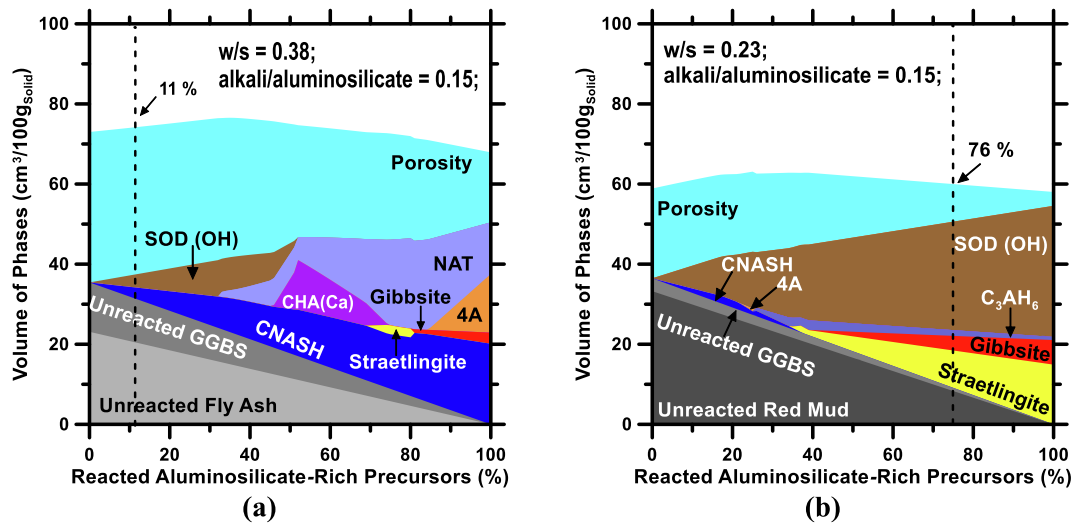 w/s = 0.38;
alkali/aluminosilicate = 0.15;
11 %
Porosity
SOD (OH)
NAT
CHA(Ca)
Gibbsite
4A
Unreacted GGBS
CNASH
Straetlingite
Unreacted Fly Ash
Volume of Phases (cm³/100g_Solid)
0
20
40
60
80
100
0
20
40
60
80
100
Reacted Aluminosilicate-Rich Precursors (%)
(a)
w/s = 0.23;
alkali/aluminosilicate = 0.15;
76 %
Porosity
SOD (OH)
CNASH
4A
C₃AH₆
Unreacted GGBS
Gibbsite
Straetlingite
Unreacted Red Mud
Volume of Phases (cm³/100g_Solid)
0
20
40
60
80
100
0
20
40
60
80
100
Reacted Aluminosilicate-Rich Precursors (%)
(b)